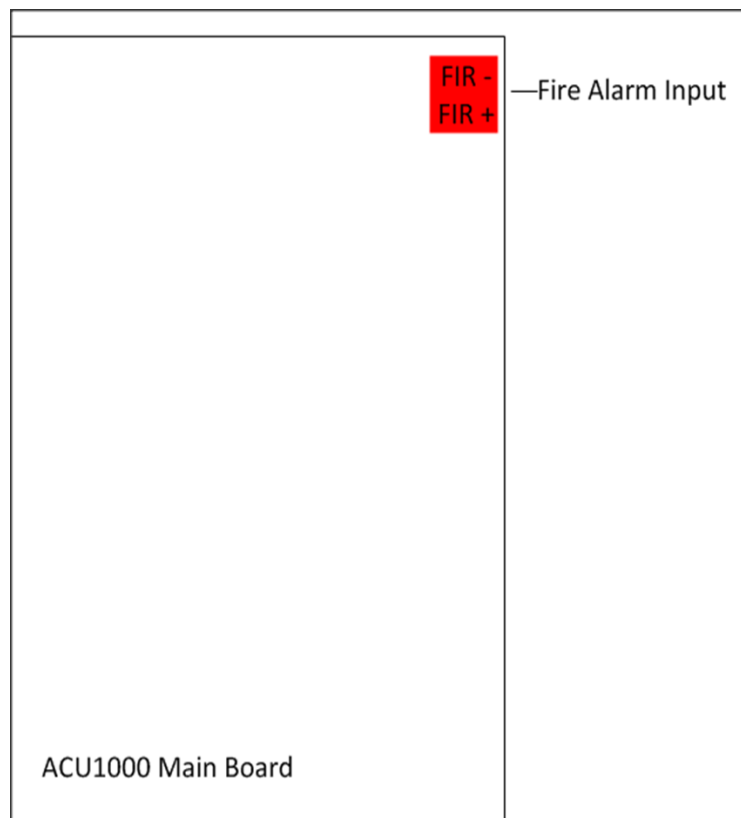 FIR -
FIR +
—Fire Alarm Input
ACU1000 Main Board